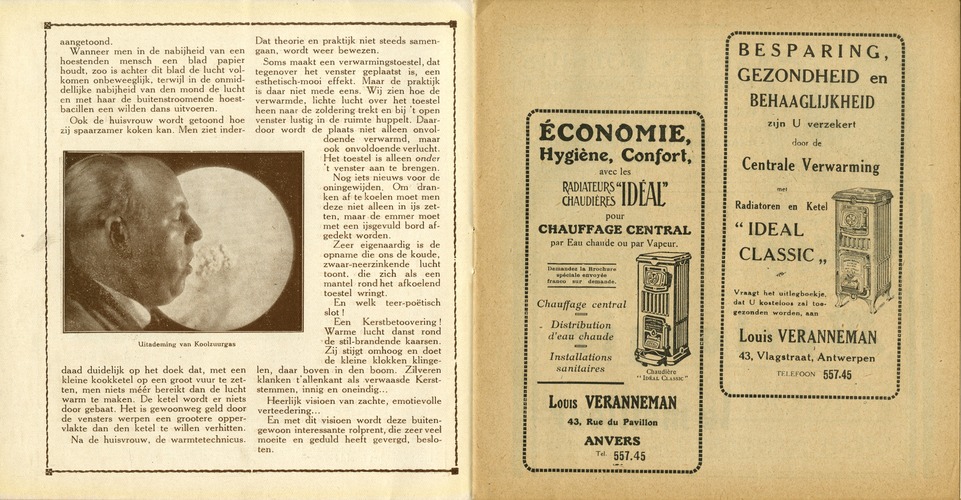 aangetoond.
Wanneer men in de nabijheid van een
hoestenden mensch een blad papier
houdt, zoo is achter dit blad de lucht vol-
komen onbeweeglijk, terwijl in de onmid-
dellijke nabijheid van den mond de lucht
en met haar de buitenstroomende hoest-
bacillen een wilden dans uitvoeren.
Ook de huisvrouw wordt getoond hoe
zij spaarzamer koken kan. Men ziet inder-
Uitademing van Koolzuurgas
daad duidelijk op het doek dat, met een
kleine kookketel op een groot vuur te zet-
ten, men niets méér bereikt dan de lucht
warm te maken. De ketel wordt er niets
door gebaat. Het is gewoonweg geld door
de vensters werpen een grootere opper-
vlakte dan den ketel te willen verhitten.
Na de huisvrouw, de warmtetechnicus.
Dat theorie en praktijk niet steeds samen-
gaan, wordt weer bewezen.
Soms maakt een verwarmingstoestel, dat
tegenover het venster geplaatst is, een
esthetisch-mooi effekt. Maar de praktijk
is daar niet mede eens. Wij zien hoe de
verwarmde, lichte lucht over het toestel
heen naar de zoldering trekt en bij 't open
venster lustig in de ruimte huppelt. Daar-
door wordt de plaats niet alleen onvol-
doende verwarmd, maar
ook onvoldoende verlucht.
Het toestel is alleen onder
't venster aan te brengen.
Nog iets nieuws voor de
oningewijden. Om dran-
ken af te koelen moet men
deze niet alleen in ijs zet-
ten, maar de emmer moet
met een ijsgevuld bord af-
gedekt worden.
Zeer eigenaardig is de
opname die ons de koude,
zwaar-neerzinkende lucht
toont, die zich als een
mantel rond het afkoelend
toestel wringt.
En welk teer-poëtisch
slot !
Een Kerstbetoovering !
Warme lucht danst rond
de stil-brandende kaarsen.
Zij stijgt omhoog en doet
de kleine klokken klinge-
len, daar boven in den boom. Zilveren
klanken t'allenkant als verwaasde Kerst-
stemmen, innig en oneindig...
Heerlijk visioen van zachte, emotievolle
verteedering...
En met dit visioen wordt deze buiten-
gewoon interessante rolprent, die zeer veel
moeite en geduld heeft gevergd, beslo-
ten.
ÉCONOMIE,
Hygiène, Confort,
avec les
RADIATEURS "IDÉAL"
CHAUDIÈRES
pour
CHAUFFAGE CENTRAL
par Eau chaude ou par Vapeur.
Demandez la Brochure
spéciale envoyée
franco sur demande.
Chauffage central
Distribution
d'eau chaude
Installations
sanitaires
Chaudière
"IDEAL CLASSIC"
Louis VERANNEMAN
43, Rue du Pavillon
ANVERS
Tel. 557.45
BESPARING,
GEZONDHEID en
BEHAAGLIJKHEID
zijn U verzekert
door de
Centrale Verwarming
met
Radiatoren en Ketel
"IDEAL
CLASSIC„
Vraagt het uitlegboekje,
dat U kosteloos zal toe-
gezonden worden, aan
Louis VERANNEMAN
43, Vlagstraat, Antwerpen
TELEFOON 557.45